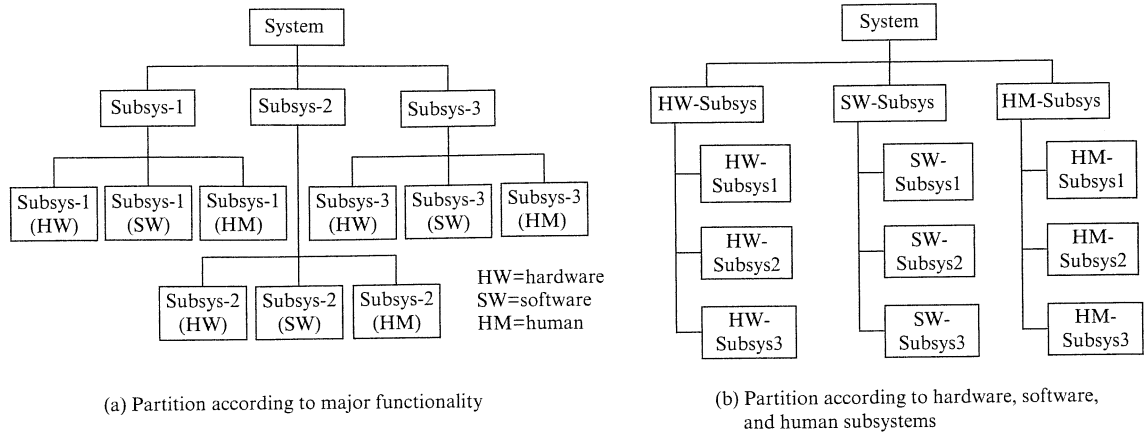 System
Subsys-1
Subsys-2
Subsys-3
Subsys-1
(HW)
Subsys-1
(SW)
Subsys-1
(HM)
Subsys-3
(HW)
Subsys-3
(SW)
Subsys-3
(HM)
Subsys-2
(HW)
Subsys-2
(SW)
Subsys-2
(HM)
HW=hardware
SW=software
HM=human
(a) Partition according to major functionality
System
HW-Subsys
SW-Subsys
HM-Subsys
HW-
Subsys1
HW-
Subsys2
HW-
Subsys3
SW-
Subsys1
SW-
Subsys2
SW-
Subsys3
HM-
Subsys1
HM-
Subsys2
HM-
Subsys3
(b) Partition according to hardware, software,
and human subsystems